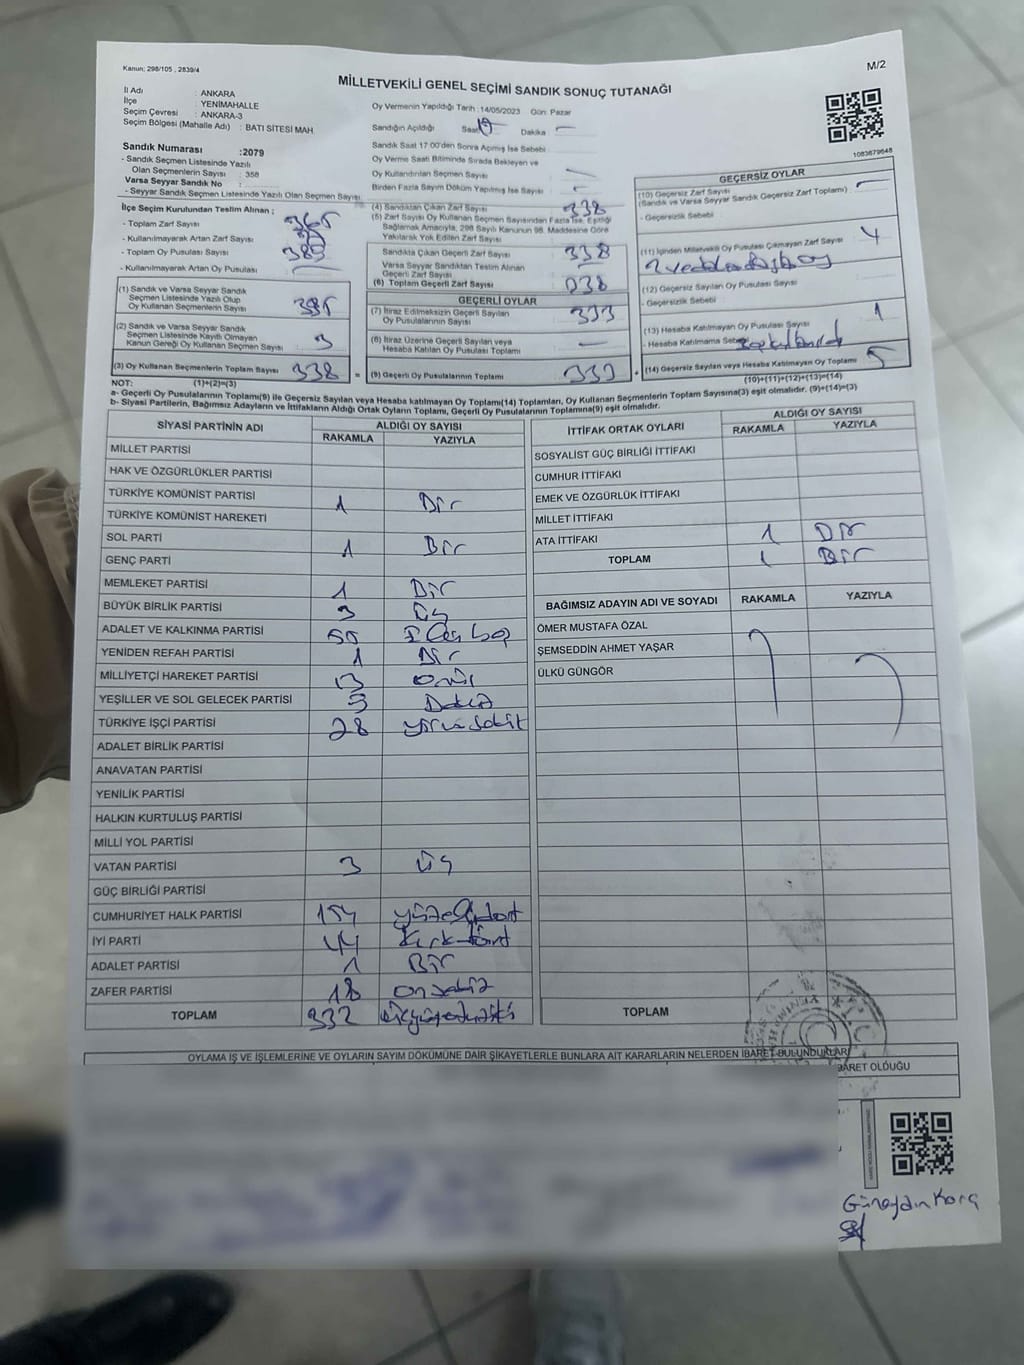 Kanun: 298/105 , 2839/4
M/2
MİLLETVEKİLİ GENEL SEÇİMİ SANDIK SONUÇ TUTANAĞI
İl Adı : ANKARA
İlçe : YENİMAHALLE
Seçim Çevresi : ANKARA-3
Seçim Bölgesi (Mahalle Adı) : BATI SİTESİ MAH
Sandık Numarası : 2079
- Sandık Seçmen Listesinde Yazılı
Olan Seçmenlerin Sayısı : 358
Varsa Seyyar Sandık No :
- Seyyar Sandık Listesinde Yazılı Olan Seçmen Sayısı
Oy Vermenin Yapıldığı Tarih : 14/05/2023 Gün: Pazar
Sandığın Açıldığı Saat Dakika
Sandık Saat 17:00'den Sonra Açmış İse Sebebi
Oy Verme Saati Bitiminde Sırada Bekleyen ve
Oy Kullandırılan Seçmen Sayısı
Birden Fazla Sayım Döküm Yapılmış İse Sayısı
1083679648
İlçe Seçim Kurulundan Teslim Alınan ;
- Toplam Zarf Sayısı
- Kullanılmayarak Artan Zarf Sayısı
- Toplam Oy Pusulası Sayısı
- Kullanılmayarak Artan Oy Pusulası
(1) Sandık ve Varsa Seyyar Sandık
Seçmen Listesinde Yazılı Olup
Oy Kullanan Seçmenlerin Sayısı
(2) Sandık ve Varsa Seyyar Sandık
Seçmen Listesinde Kayıtlı Olmayan
Kanun Gereği Oy Kullanan Seçmen Sayısı 3
(3) Oy Kullanan Seçmenlerin Toplam Sayısı 338 =
(4) Sandıktan Çıkan Zarf Sayısı 338
(5) Zarf Sayısı Oy Kullanan Seçmen Sayısından Fazla İse, Eşitliği
Sağlamak Amacıyla, 298 Sayılı Kanunun 98. Maddesine Göre
Yakılarak Yok Edilen Zarf Sayısı
Sandıkta Çıkan Geçerli Zarf Sayısı 338
Varsa Seyyar Sandıktan Teslim Alınan
Geçerli Zarf Sayısı
(6) Toplam Geçerli Zarf Sayısı 338
GEÇERLİ OYLAR
(7) İtiraz Edilmeksizin Geçerli Sayılan
Oy Pusulalarının Sayısı 333
(8) İtiraz Üzerine Geçerli Sayılan veya
Hesaba Katılan Oy Pusulası Toplamı
(9) Geçerli Oy Pusulalarının Toplamı 333 +
GEÇERSİZ OYLAR
(10) Geçersiz Zarf Sayısı
(Sandık ve Varsa Seyyar Sandık Geçersiz Zarf Toplamı)
- Geçersizlik Sebebi
(11) İçinden Milletvekili Oy Pusulası Çıkmayan Zarf Sayısı 4
(12) Geçersiz Sayılan Oy Pusulası Sayısı
- Geçersizlik Sebebi
(13) Hesaba Katılmayan Oy Pusulası Sayısı 1
- Hesaba Katılmama Sebebi
(14) Geçersiz Sayılan veya Hesaba Katılmayan Oy Toplamı 5
(10)+(11)+(12)+(13)=(14)
NOT: (1)+(2)=(3)
a- Geçerli Oy Pusulasının Toplamı(9) ile Geçersiz Sayılan veya Hesaba katılmayan Oy Toplamı(14) Toplamları, Oy Kullanan Seçmenlerin Toplam Sayısına(3) eşit olmalıdır. (9)+(14)=(3)
b- Siyasi Partilerin, Bağımsız Adayların ve İttifakların Aldığı Ortak Oyların Toplamı, Geçerli Oy Pusulalarının Toplamına(9) eşit olmalıdır.
SİYASİ PARTİNİN ADI ALDIĞI OY SAYISI
RAKAMLA YAZIYLA
MİLLET PARTİSİ
HAK VE ÖZGÜRLÜKLER PARTİSİ
TÜRKİYE KOMÜNİST PARTİSİ 1 Bir
TÜRKİYE KOMÜNİST HAREKETİ
SOL PARTİ 1 Bir
GENÇ PARTİ
MEMLEKET PARTİSİ 1 Bir
BÜYÜK BİRLİK PARTİSİ 3 Üç
ADALET VE KALKINMA PARTİSİ
YENİDEN REFAH PARTİSİ 1 Bir
MİLLİYETÇİ HAREKET PARTİSİ 13 onüç
YEŞİLLER VE SOL GELECEK PARTİSİ
TÜRKİYE İŞÇİ PARTİSİ 28 yirmisekiz
ADALET BİRLİK PARTİSİ
ANAVATAN PARTİSİ
YENİLİK PARTİSİ
HALKIN KURTULUŞ PARTİSİ
MİLLİ YOL PARTİSİ
VATAN PARTİSİ 3 Üç
GÜÇ BİRLİĞİ PARTİSİ
CUMHURİYET HALK PARTİSİ 154 yüzellidört
İYİ PARTİ 44 Kırkdört
ADALET PARTİSİ 1 Bir
ZAFER PARTİSİ 18 onsekiz
TOPLAM 332 üçyüzotuziki
İTTİFAK ORTAK OYLARI ALDIĞI OY SAYISI
RAKAMLA YAZIYLA
SOSYALİST GÜÇ BİRLİĞİ İTTİFAKI
CUMHUR İTTİFAKI
EMEK VE ÖZGÜRLÜK İTTİFAKI
MİLLET İTTİFAKI
ATA İTTİFAKI 1 Bir
TOPLAM 1 Bir
BAĞIMSIZ ADAYIN ADI VE SOYADI RAKAMLA YAZIYLA
ÖMER MUSTAFA ÖZAL
ŞEMSEDDİN AHMET YAŞAR
ÜLKÜ GÜNGÖR
TOPLAM
OYLAMA İŞ VE İŞLEMLERİNE VE OYLARIN SAYIM DÖKÜMÜNE DAİR ŞİKAYETLERLE BUNLARA AİT KARARLARIN NELERDEN İBARET BULUNDUKLARI
BARET OLDUĞU